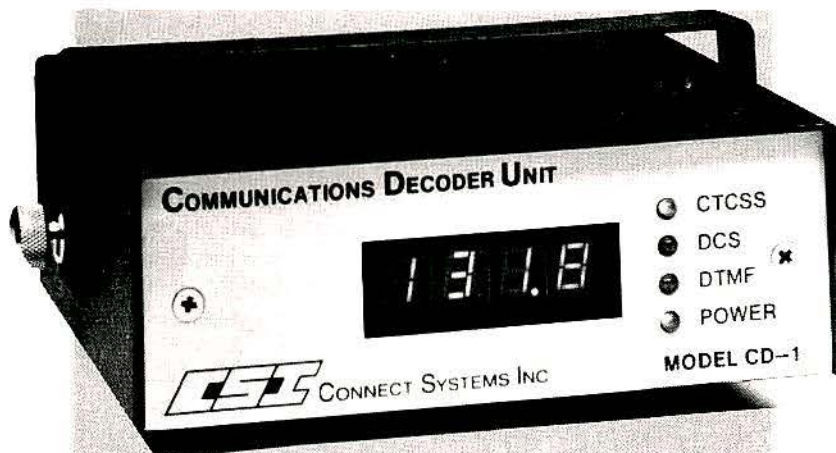 COMMUNICATIONS DECODER UNIT
131.8
CTCSS
DCS
DTMF
POWER
CSI CONNECT SYSTEMS INC
MODEL CD-1